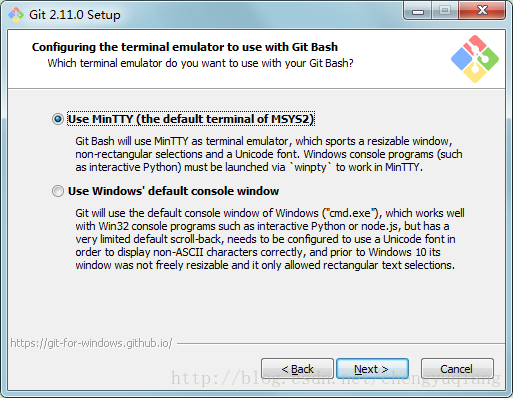 Git 2.11.0 Setup
Configuring the terminal emulator to use with Git Bash
Which terminal emulator do you want to use with your Git Bash?
Use MinTTY (the default terminal of MSYS2)
Git Bash will use MinTTY as terminal emulator, which sports a resizable window,
non-rectangular selections and a Unicode font. Windows console programs (such
as interactive Python) must be launched via `winpty` to work in MinTTY.
Use Windows' default console window
Git will use the default console window of Windows ("cmd.exe"), which works well
with Win32 console programs such as interactive Python or node.js, but has a
very limited default scroll-back, needs to be configured to use a Unicode font in
order to display non-ASCII characters correctly, and prior to Windows 10 its
window was not freely resizable and it only allowed rectangular text selections.
https://git-for-windows.github.io/
< Back Next > Cancel
http://blog.csdn.net/chengyuqiang